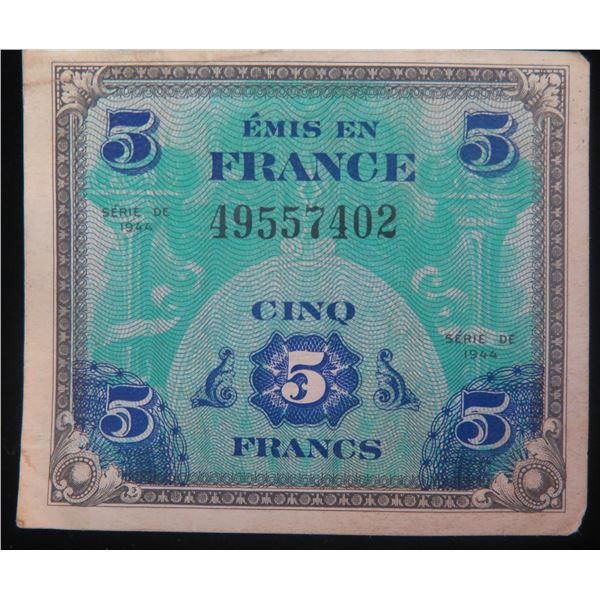 5 ÉMIS EN 5
FRANCE
SÉRIE DE
1944
49557402
CINQ
SÉRIE DE
1944
5
5 5
FRANCS